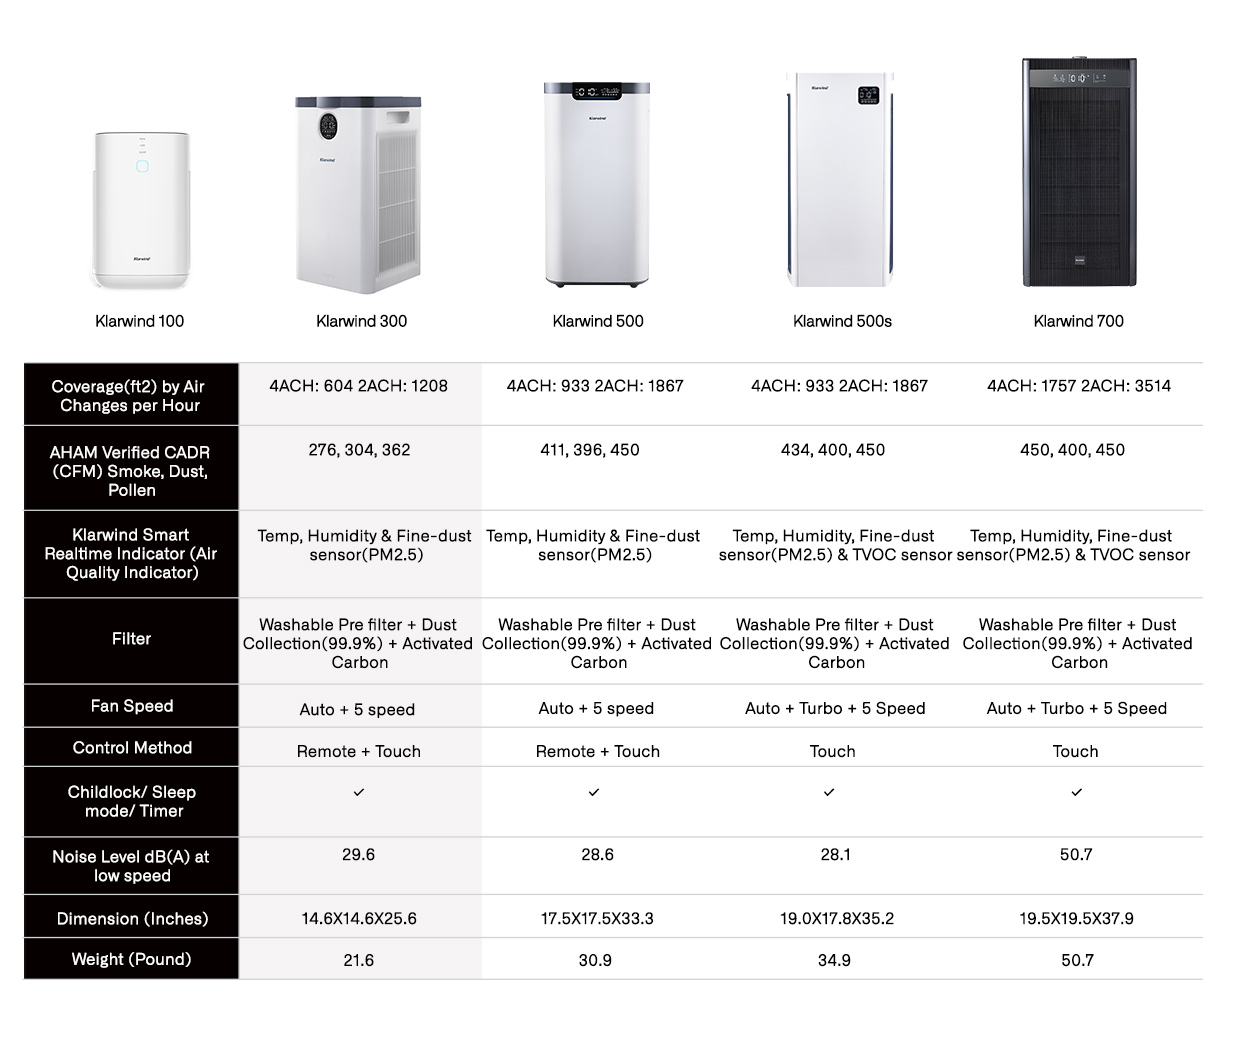 Klarwind
Klarwind
Klarwind
Klarwind
Klarwind 100
Klarwind 300
Klarwind 500
Klarwind 500s
Klarwind 700
Coverage(ft2) by Air
Changes per Hour
4ACH: 604 2ACH: 1208
4ACH: 933 2ACH: 1867
4ACH: 933 2ACH: 1867
4ACH: 1757 2ACH: 3514
AHAM Verified CADR
(CFM) Smoke, Dust,
Pollen
276, 304, 362
411, 396, 450
434, 400, 450
450, 400, 450
Klarwind Smart
Realtime Indicator (Air
Quality Indicator)
Temp, Humidity & Fine-dust
sensor(PM2.5)
Temp, Humidity & Fine-dust
sensor(PM2.5)
Temp, Humidity, Fine-dust
sensor(PM2.5) & TVOC sensor
Temp, Humidity, Fine-dust
sensor(PM2.5) & TVOC sensor
Filter
Washable Pre filter + Dust
Collection(99.9%) + Activated
Carbon
Washable Pre filter + Dust
Collection(99.9%) + Activated
Carbon
Washable Pre filter + Dust
Collection(99.9%) + Activated
Carbon
Washable Pre filter + Dust
Collection(99.9%) + Activated
Carbon
Fan Speed
Auto + 5 speed
Auto + 5 speed
Auto + Turbo + 5 Speed
Auto + Turbo + 5 Speed
Control Method
Remote + Touch
Remote + Touch
Touch
Touch
Childlock/ Sleep
mode/ Timer
✓
✓
✓
✓
Noise Level dB(A) at
low speed
29.6
28.6
28.1
50.7
Dimension (Inches)
14.6X14.6X25.6
17.5X17.5X33.3
19.0X17.8X35.2
19.5X19.5X37.9
Weight (Pound)
21.6
30.9
34.9
50.7